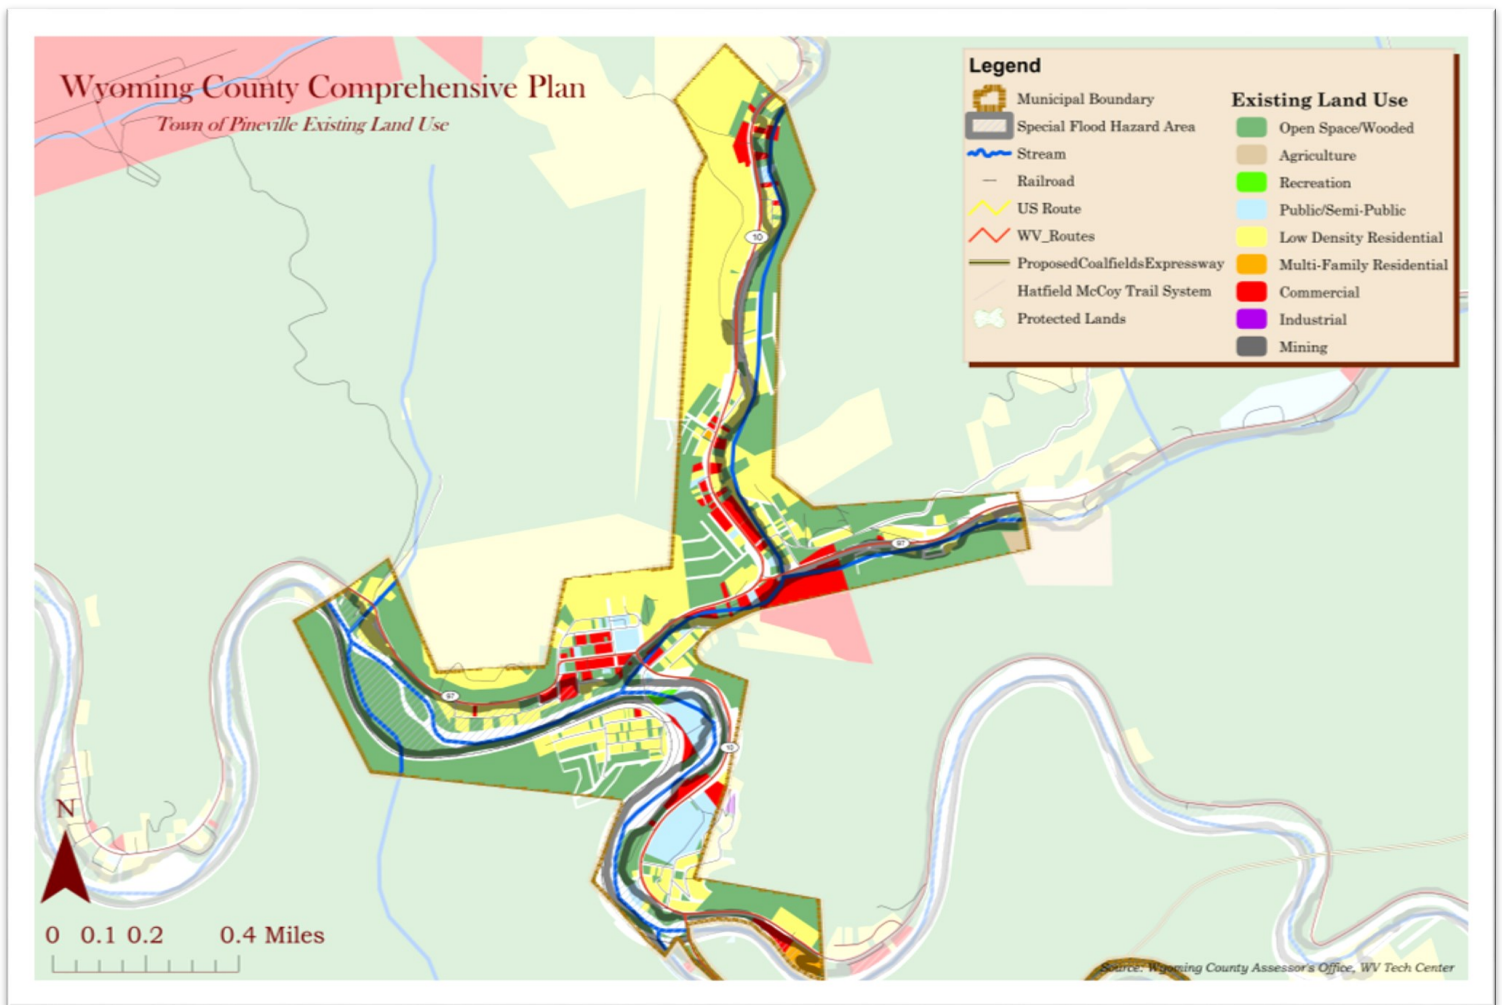 Wyoming County Comprehensive Plan
Town of Pineville Existing Land Use
Legend
Municipal Boundary
Special Flood Hazard Area
Stream
Railroad
US Route
WV_Routes
ProposedCoalfieldsExpressway
Hatfield McCoy Trail System
Protected Lands
Existing Land Use
Open Space/Wooded
Agriculture
Recreation
Public/Semi-Public
Low Density Residential
Multi-Family Residential
Commercial
Industrial
Mining
10
97
97
10
N
0 0.1 0.2 0.4 Miles
Source: Wyoming County Assessor's Office, WV Tech Center